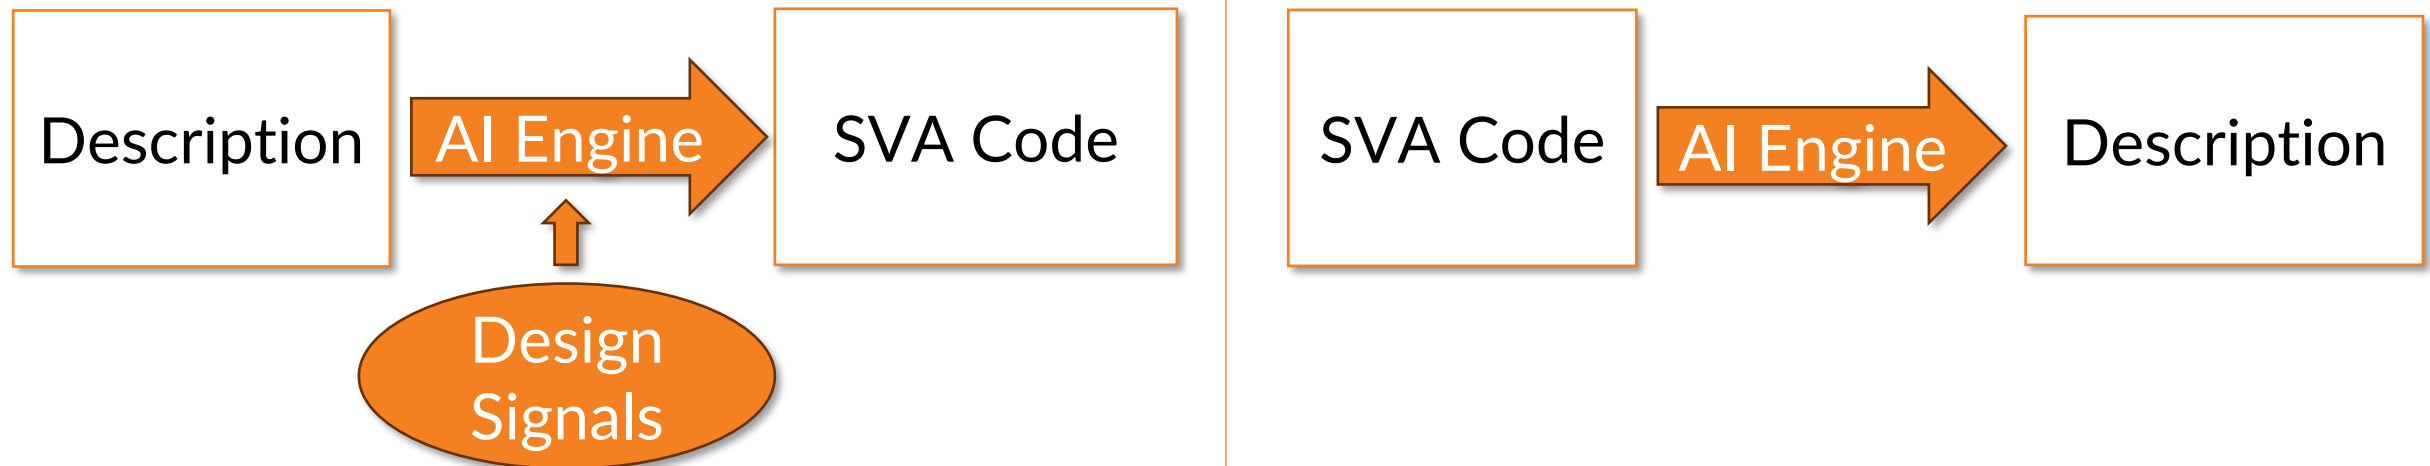 Description
AI Engine
SVA Code
Design
Signals
SVA Code
AI Engine
Description